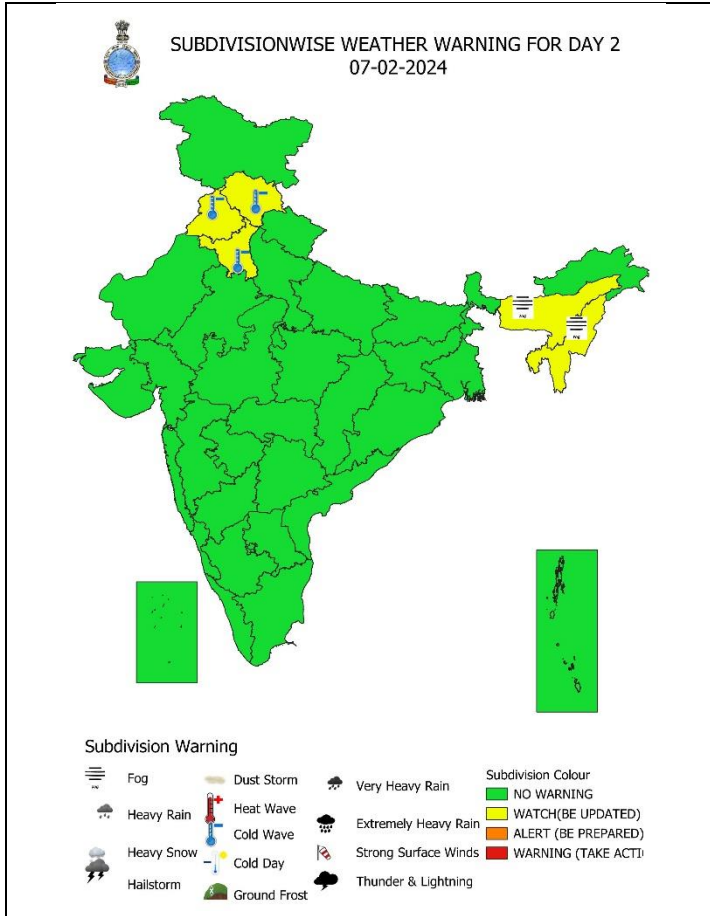 SUBDIVISIONWISE WEATHER WARNING FOR DAY 2
07-02-2024
Subdivision Warning
Fog
Heavy Rain
Heavy Snow
Hailstorm
Dust Storm
Heat Wave
Cold Wave
Cold Day
Ground Frost
Very Heavy Rain
Extremely Heavy Rain
Strong Surface Winds
Thunder & Lightning
Subdivision Colour
NO WARNING
WATCH(BE UPDATED)
ALERT (BE PREPARED)
WARNING (TAKE ACTI